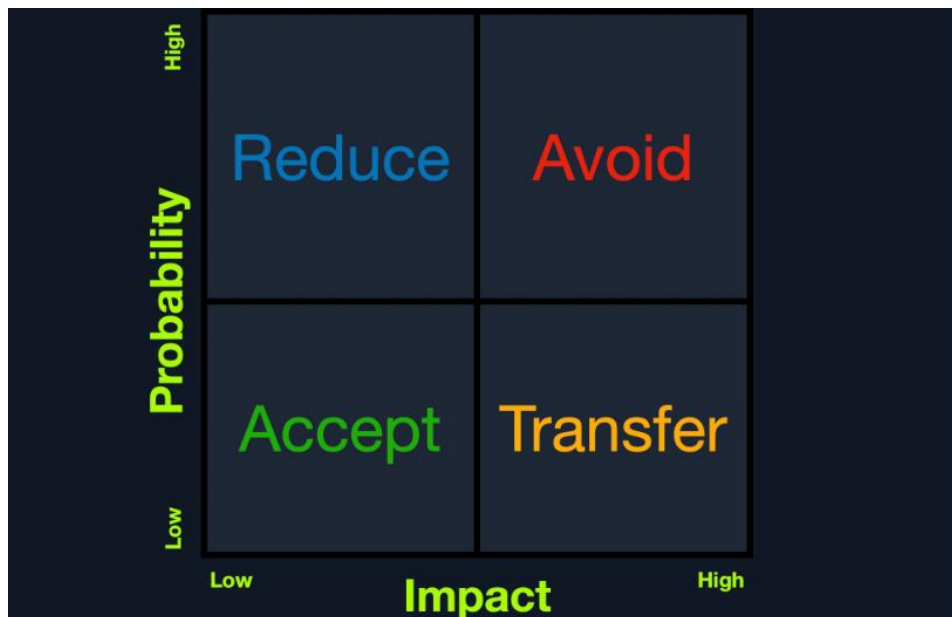 High
Reduce
Avoid
Probability
Accept
Transfer
Low
Low
Impact
High